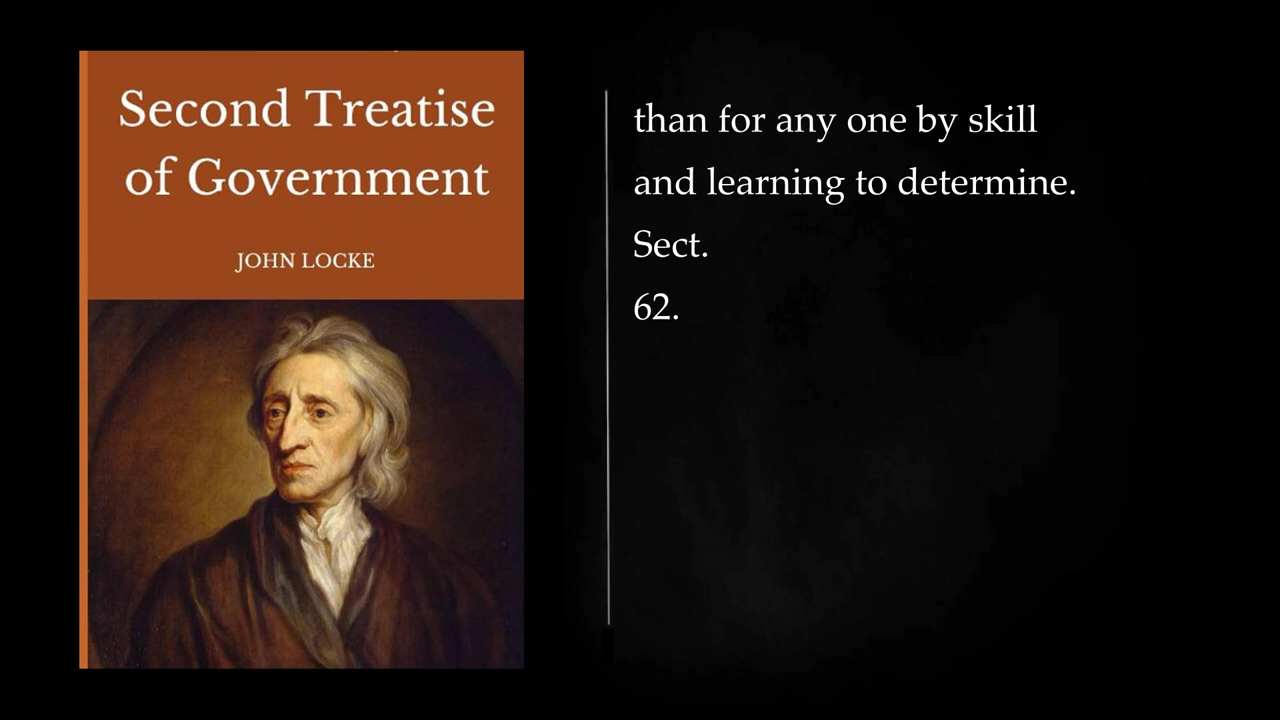 Second Treatise
of Government
JOHN LOCKE
than for any one by skill
and learning to determine.
Sect.
62.